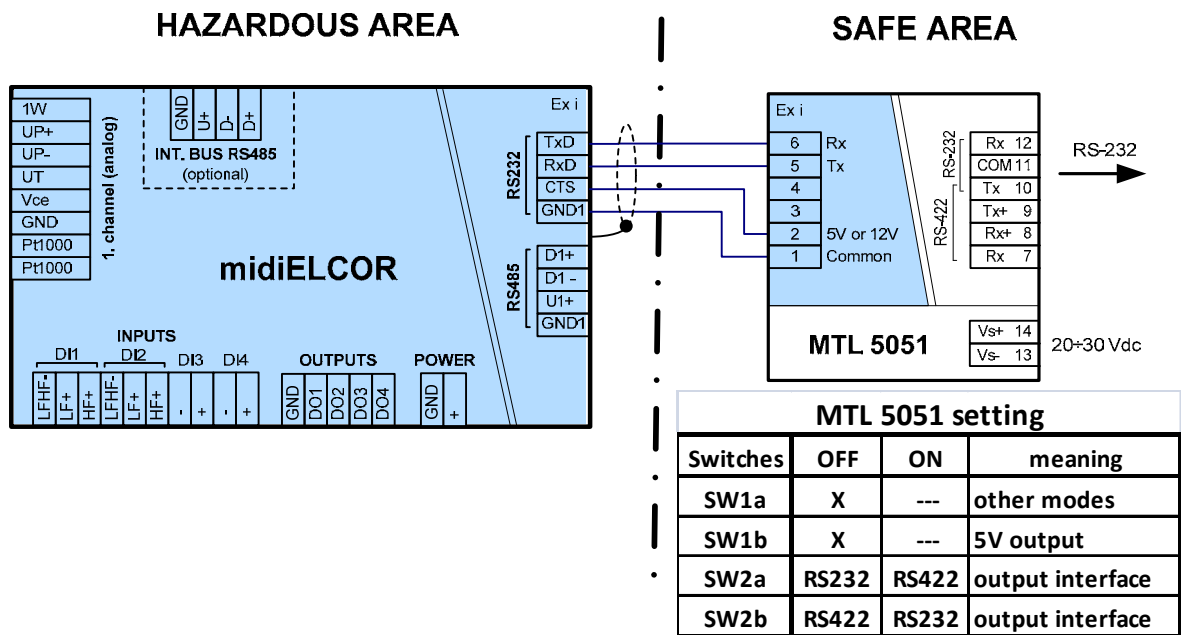 HAZARDOUS AREA
SAFE AREA
1W
UP+
UP-
UT
Vce
GND
Pt1000
Pt1000
1. channel (analog)
GND
U+
D-
D+
INT. BUS RS485
(optional)
Ex i
RS232
TxD
RxD
CTS
GND1
RS485
D1+
D1 -
U1+
GND1
midiELCOR
INPUTS
DI1
DI2
DI3
DI4
LFHF-
LF+
HF+
LFHF-
LF+
HF+
-
+
-
+
OUTPUTS
GND
DO1
DO2
DO3
DO4
POWER
GND
+
Ex i
6 Rx
5 Tx
4
3
2 5V or 12V
1 Common
RS-232
RS-422
Rx 12
COM 11
Tx 10
Tx+ 9
Rx+ 8
Rx 7
RS-232
MTL 5051
Vs+ 14
Vs- 13
20÷30 Vdc
MTL 5051 setting
Switches OFF ON meaning
SW1a X --- other modes
SW1b X --- 5V output
SW2a RS232 RS422 output interface
SW2b RS422 RS232 output interface